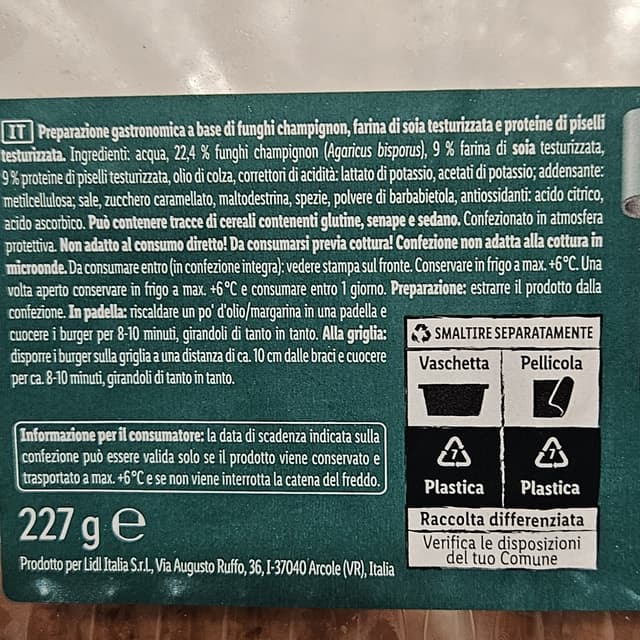 IT Preparazione gastronomica a base di funghi champignon, farina di soia testurizzata e proteine di piselli
testurizzata. Ingredienti: acqua, 22,4 % funghi champignon (Agaricus bisporus), 9 % farina di soia testurizzata,
9 % proteine di piselli testurizzata, olio di colza, correttori di acidità: lattato di potassio, acetati di potassio; addensante:
metilcellulosa; sale, zucchero caramellato, maltodestrina, spezie, polvere di barbabietola, antiossidanti: acido citrico,
acido ascorbico. Può contenere tracce di cereali contenenti glutine, senape e sedano. Confezionato in atmosfera
protettiva. Non adatto al consumo diretto! Da consumarsi previa cottura! Confezione non adatta alla cottura in
microonde. Da consumare entro (in confezione integra): vedere stampa sul fronte. Conservare in frigo a max. +6°C. Una
volta aperto conservare in frigo a max. +6°C e consumare entro 1 giorno. Preparazione: estrarre il prodotto dalla
confezione. In padella: riscaldare un po' d'olio/margarina in una padella e
cuocere i burger per 8-10 minuti, girandoli di tanto in tanto. Alla griglia:
disporre i burger sulla griglia a una distanza di ca. 10 cm dalle braci e cuocere
per ca. 8-10 minuti, girandoli di tanto in tanto.
SMALTIRE SEPARATAMENTE
Vaschetta Pellicola
7 7
Plastica Plastica
Raccolta differenziata
Verifica le disposizioni
del tuo Comune
Informazione per il consumatore: la data di scadenza indicata sulla
confezione può essere valida solo se il prodotto viene conservato e
trasportato a max. +6°C e se non viene interrotta la catena del freddo.
227 g e
Prodotto per Lidl Italia S.r.l., Via Augusto Ruffo, 36, I-37040 Arcole (VR), Italia